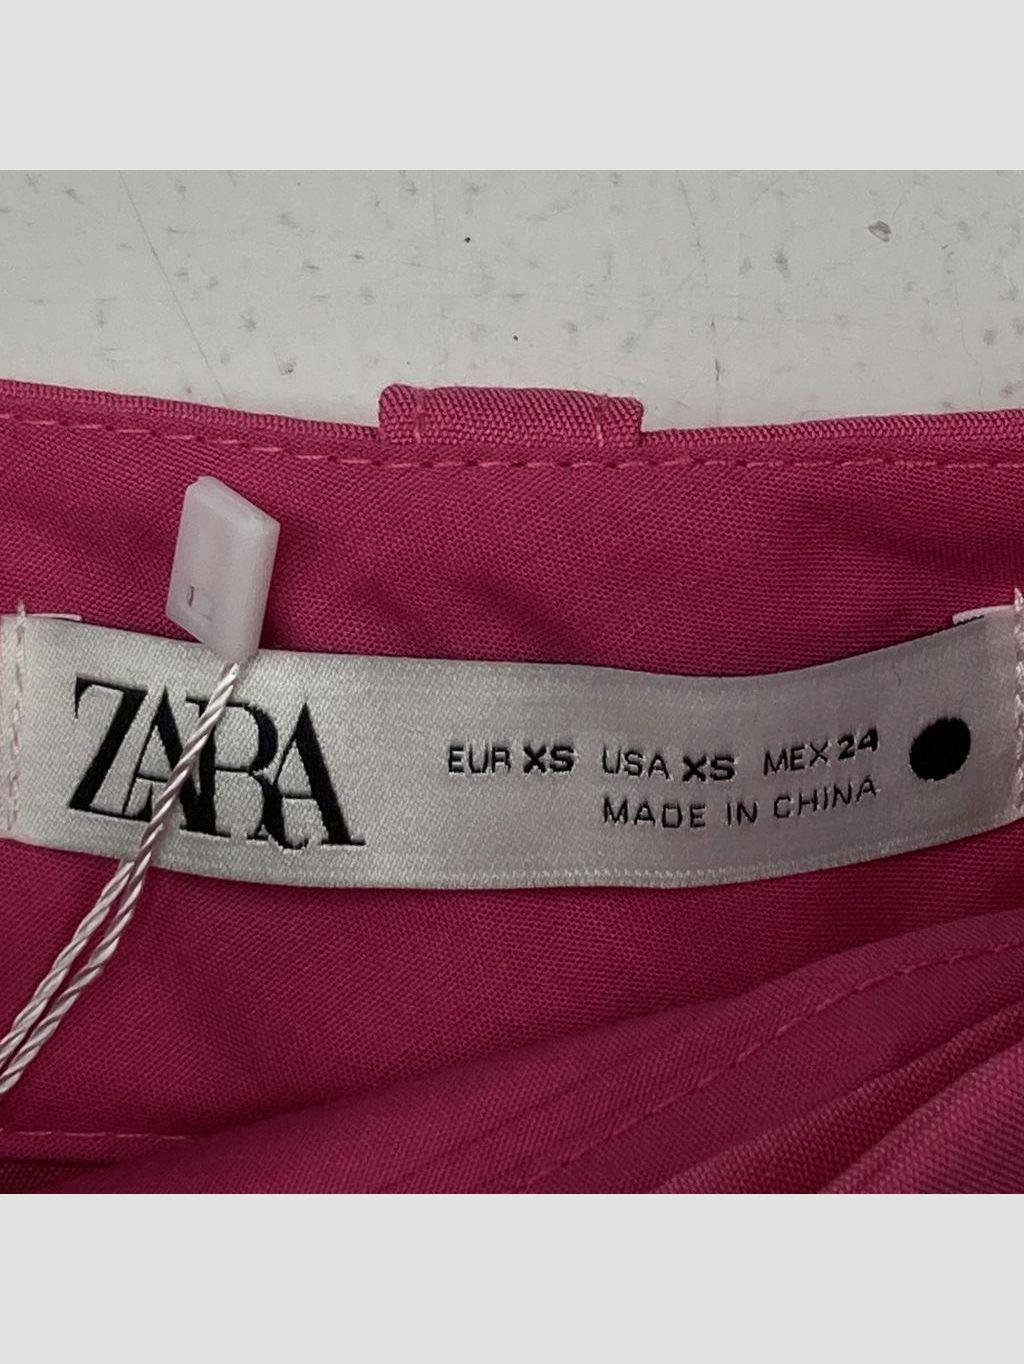 ZARA
EUR XS USA XS MEX 24
MADE IN CHINA